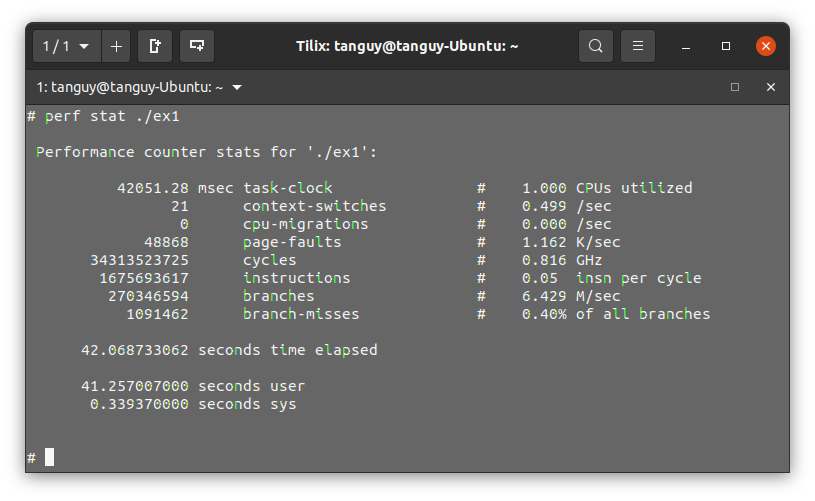 1 / 1
Tilix: tanguy@tanguy-Ubuntu: ~
1: tanguy@tanguy-Ubuntu: ~
# perf stat ./ex1
Performance counter stats for './ex1':
42051.28 msec task-clock # 1.000 CPUs utilized
21 context-switches # 0.499 /sec
0 cpu-migrations # 0.000 /sec
48868 page-faults # 1.162 K/sec
34313523725 cycles # 0.816 GHz
1675693617 instructions # 0.05 insn per cycle
270346594 branches # 6.429 M/sec
1091462 branch-misses # 0.40% of all branches
42.068733062 seconds time elapsed
41.257007000 seconds user
0.339370000 seconds sys
#